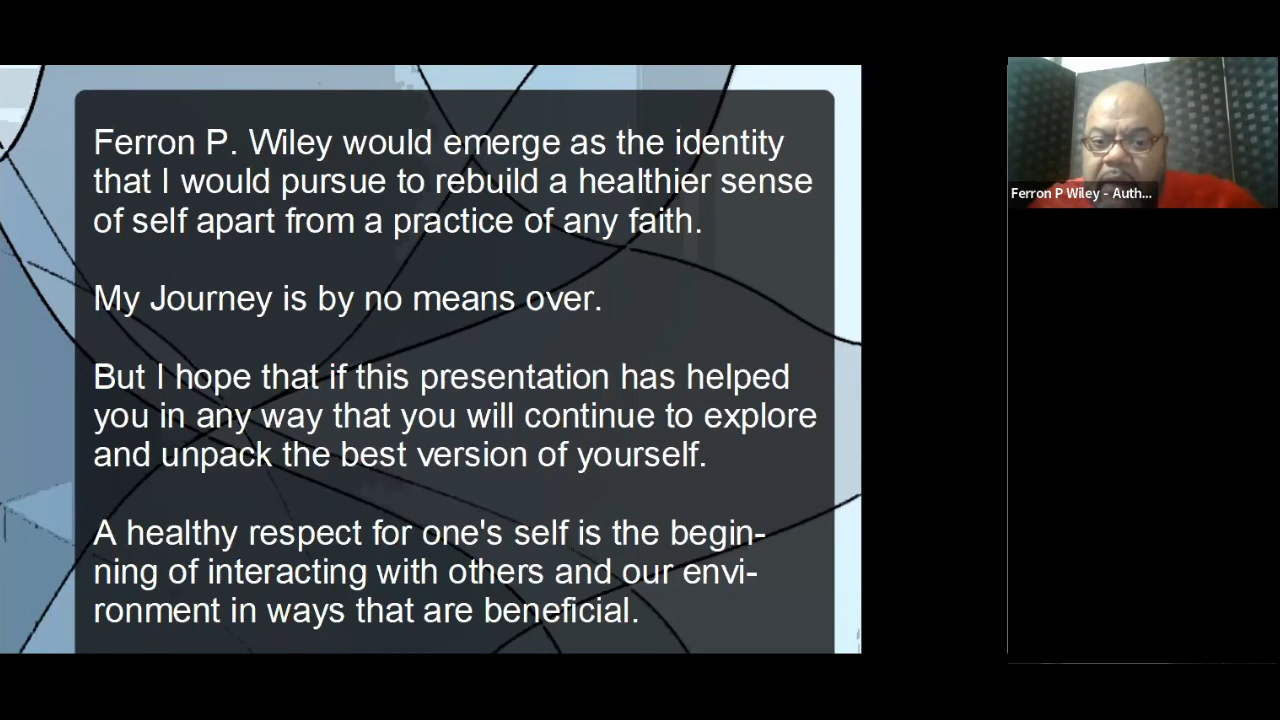 Ferron P. Wiley would emerge as the identity
that I would pursue to rebuild a healthier sense
of self apart from a practice of any faith.
My Journey is by no means over.
But I hope that if this presentation has helped
you in any way that you will continue to explore
and unpack the best version of yourself.
A healthy respect for one's self is the begin-
ning of interacting with others and our envi-
ronment in ways that are beneficial.
Ferron P Wiley - Auth...